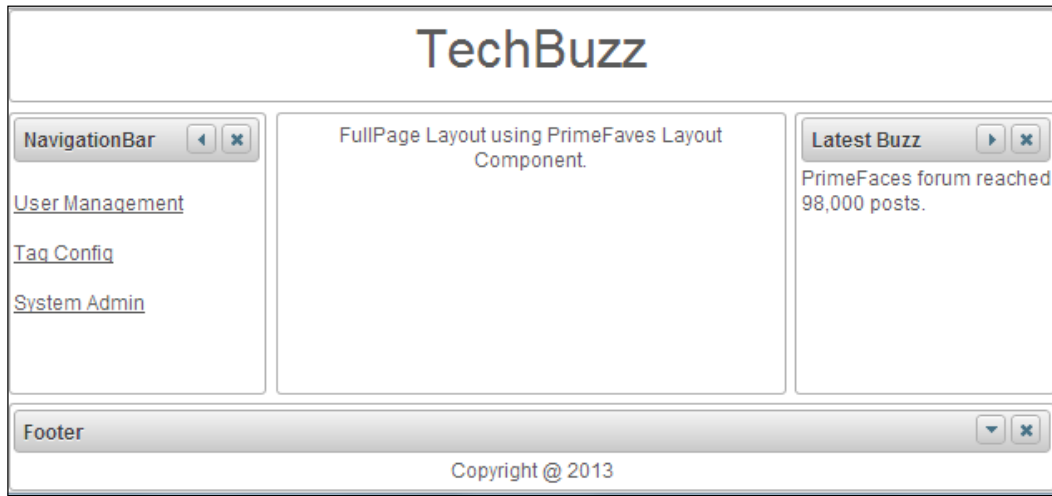 TechBuzz
NavigationBar
User Management
Tag Config
System Admin
FullPage Layout using PrimeFaves Layout
Component.
Latest Buzz
PrimeFaces forum reached
98,000 posts.
Footer
Copyright @ 2013